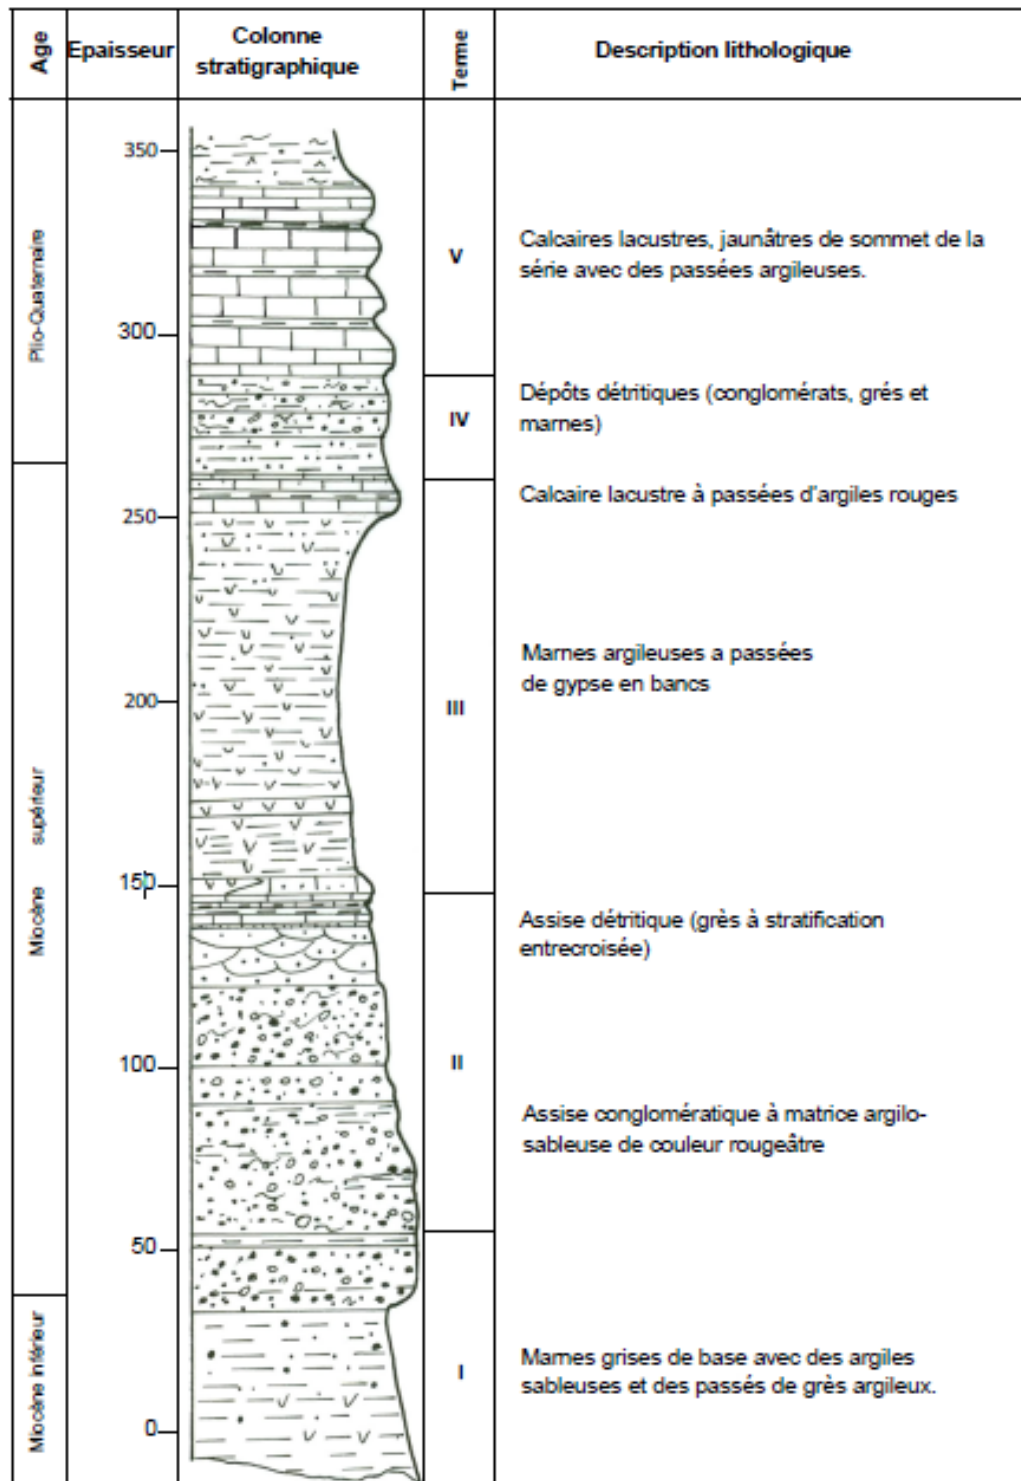 Age
Epaisseur
Colonne
stratigraphique
Terme
Description lithologique
350
300
250
200
150
100
50
0
Plio-Quaternaire
Miocène supérieur
Miocène inférieur
V
IV
III
II
I
Calcaires lacustres, jaunâtres de sommet de la
série avec des passées argileuses.
Dépôts détritiques (conglomérats, grés et
marnes)
Calcaire lacustre à passées d'argiles rouges
Marnes argileuses a passées
de gypse en bancs
Assise détritique (grès à stratification
entrecroisée)
Assise conglomératique à matrice argilo-
sableuse de couleur rougeâtre
Marnes grises de base avec des argiles
sableuses et des passés de grès argileux.